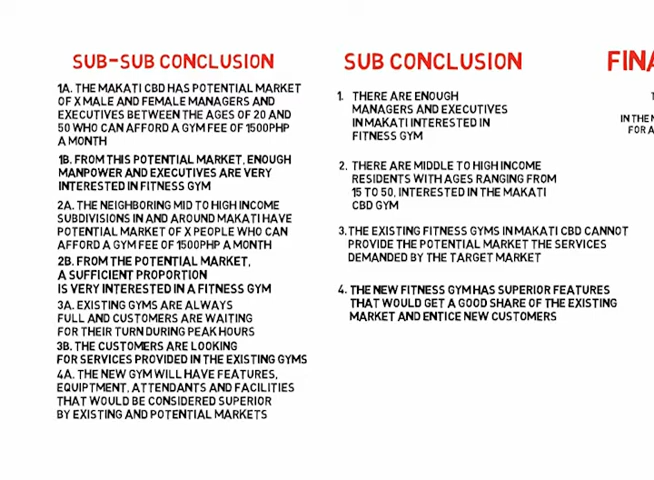 SUB-SUB CONCLUSION
1A. THE MAKATI CBD HAS POTENTIAL MARKET
OF X MALE AND FEMALE MANAGERS AND
EXECUTIVES BETWEEN THE AGES OF 20 AND
50 WHO CAN AFFORD A GYM FEE OF 1500PHP
A MONTH
1B. FROM THIS POTENTIAL MARKET, ENOUGH
MANPOWER AND EXECUTIVES ARE VERY
INTERESTED IN FITNESS GYM
2A. THE NEIGHBORING MID TO HIGH INCOME
SUBDIVISIONS IN AND AROUND MAKATI HAVE
POTENTIAL MARKET OF X PEOPLE WHO CAN
AFFORD A GYM FEE OF 1500PHP A MONTH
2B. FROM THE POTENTIAL MARKET,
A SUFFICIENT PROPORTION
IS VERY INTERESTED IN A FITNESS GYM
3A. EXISTING GYMS ARE ALWAYS
FULL AND CUSTOMERS ARE WAITING
FOR THEIR TURN DURING PEAK HOURS
3B. THE CUSTOMERS ARE LOOKING
FOR SERVICES PROVIDED IN THE EXISTING GYMS
4A. THE NEW GYM WILL HAVE FEATURES,
EQUIPTMENT, ATTENDANTS AND FACILITIES
THAT WOULD BE CONSIDERED SUPERIOR
BY EXISTING AND POTENTIAL MARKETS
SUB CONCLUSION
1. THERE ARE ENOUGH
MANAGERS AND EXECUTIVES
IN MAKATI INTERESTED IN
FITNESS GYM
2. THERE ARE MIDDLE TO HIGH INCOME
RESIDENTS WITH AGES RANGING FROM
15 TO 50, INTERESTED IN THE MAKATI
CBD GYM
3. THE EXISTING FITNESS GYMS IN MAKATI CBD CANNOT
PROVIDE THE POTENTIAL MARKET THE SERVICES
DEMANDED BY THE TARGET MARKET
4. THE NEW FITNESS GYM HAS SUPERIOR FEATURES
THAT WOULD GET A GOOD SHARE OF THE EXISTING
MARKET AND ENTICE NEW CUSTOMERS
FINA
T
IN THE M
FOR A